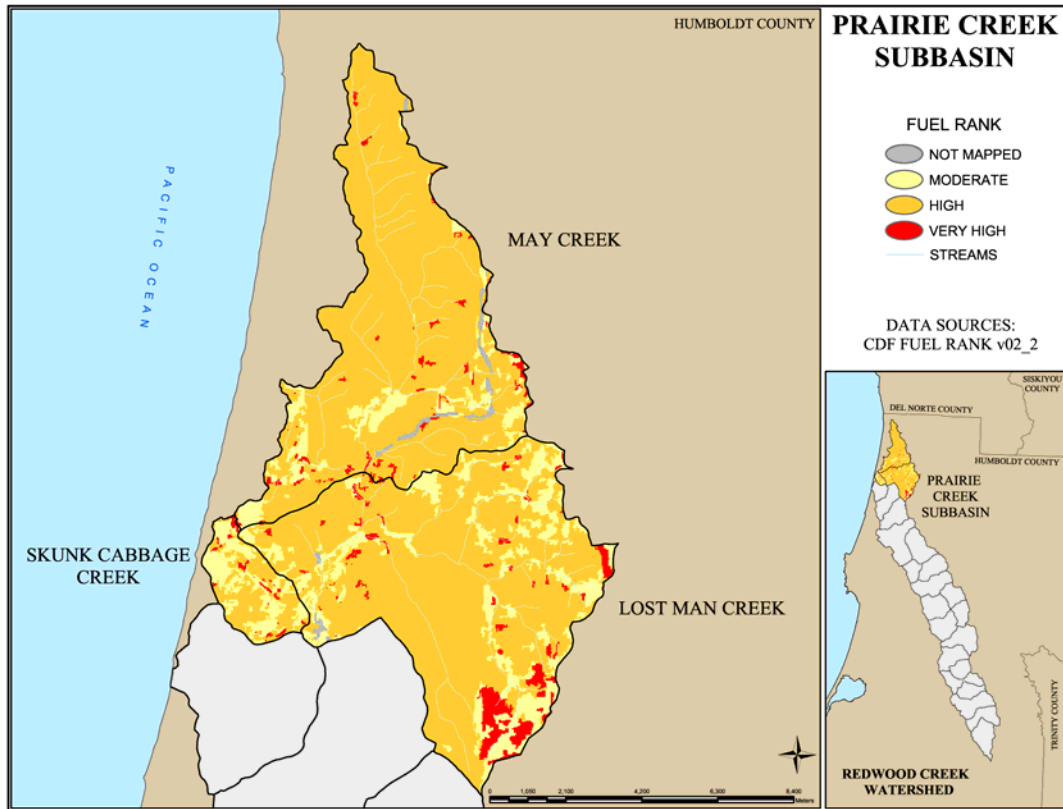 HUMBOLDT COUNTY
PACIFIC OCEAN
MAY CREEK
SKUNK CABBAGE
CREEK
LOST MAN CREEK
0 1,050 2,100 4,200 6,300 8,400
Meters
PRAIRIE CREEK
SUBBASIN
FUEL RANK
NOT MAPPED
MODERATE
HIGH
VERY HIGH
STREAMS
DATA SOURCES:
CDF FUEL RANK v02_2
SISKIYOU
COUNTY
DEL NORTE COUNTY
HUMBOLDT COUNTY
PRAIRIE
CREEK
SUBBASIN
TRINITY COUNTY
REDWOOD CREEK
WATERSHED